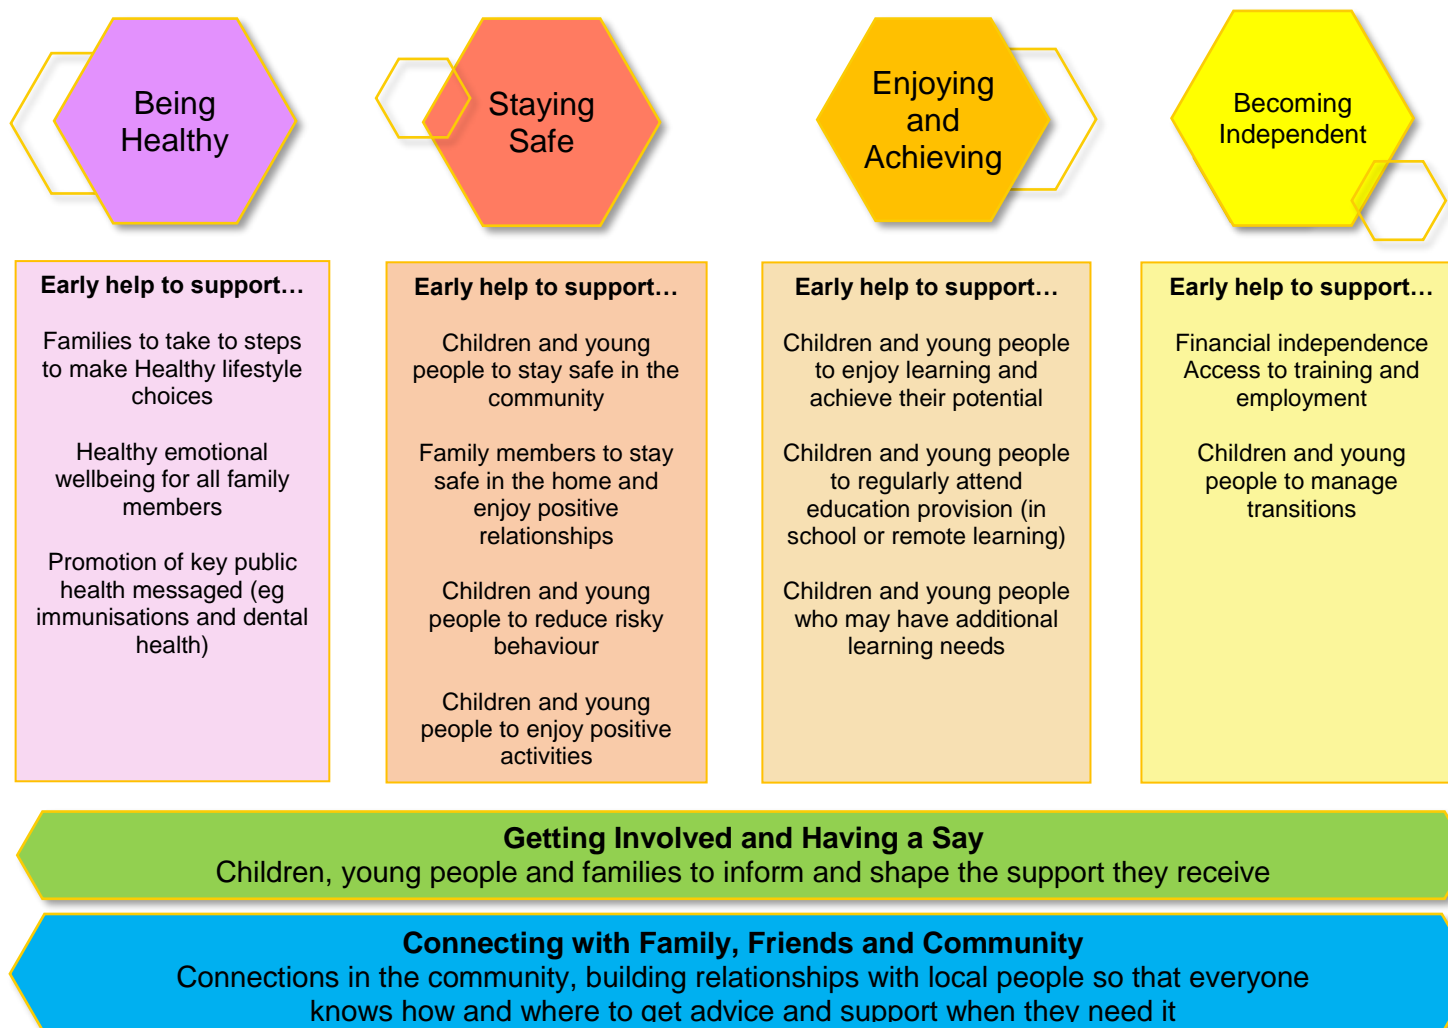 Being
Healthy
Staying
Safe
Enjoying
and
Achieving
Becoming
Independent
Early help to support…
Families to take to steps
to make Healthy lifestyle
choices
Healthy emotional
wellbeing for all family
members
Promotion of key public
health messaged (eg
immunisations and dental
health)
Early help to support…
Children and young
people to stay safe in the
community
Family members to stay
safe in the home and
enjoy positive
relationships
Children and young
people to reduce risky
behaviour
Children and young
people to enjoy positive
activities
Early help to support…
Children and young people
to enjoy learning and
achieve their potential
Children and young people
to regularly attend
education provision (in
school or remote learning)
Children and young people
who may have additional
learning needs
Early help to support…
Financial independence
Access to training and
employment
Children and young
people to manage
transitions
Getting Involved and Having a Say
Children, young people and families to inform and shape the support they receive
Connecting with Family, Friends and Community
Connections in the community, building relationships with local people so that everyone
knows how and where to get advice and support when they need it